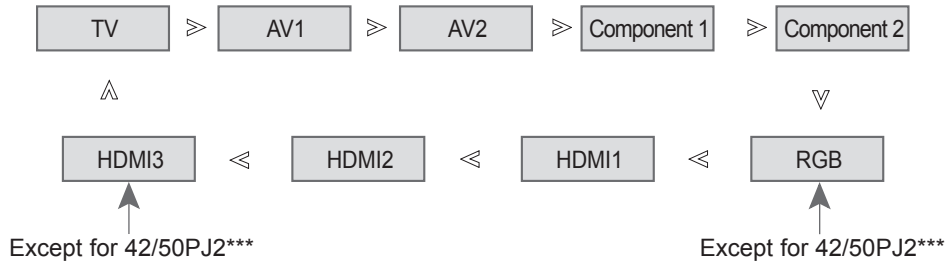 TV AV1 AV2 Component 1 Component 2
HDMI3 HDMI2 HDMI1 RGB
Except for 42/50PJ2*** Except for 42/50PJ2***